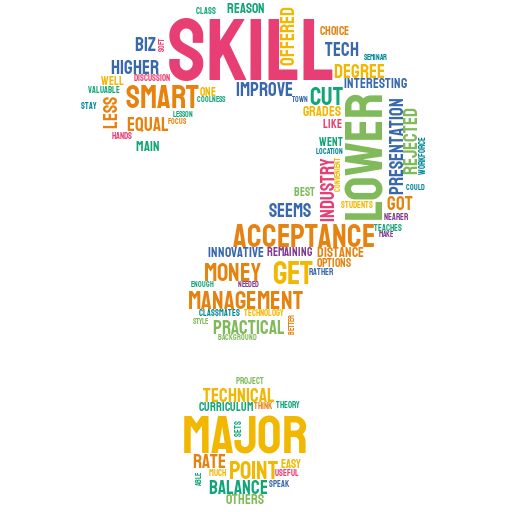 CLASS
REASON
SKILL
OFFERED
CHOICE
BIZ
SOFT
TECH
SEMINAR
HIGHER
DISCUSSION
DEGREE
INTERESTING
WELL
VALUABLE
SMART
ONE
COOLNESS
IMPROVE
TOWN
CUT
STAY
LESS
LESSON
GRADES
LOWER
PRESENTATION
REJECTED
EQUAL
FOCUS
LIKE
HANDS
MAIN
WENT
LOCATION
WORKFORCE
INDUSTRY
CONVENIENT
COULD
BEST
STUDENTS
GOT
SEEMS
NEARER
ACCEPTANCE
TEACHES
MAKE
INNOVATIVE
REMAINING
DISTANCE
MONEY
GET
OPTIONS
RATHER
ENOUGH
NEEDED
MANAGEMENT
CLASSMATES
TECHNOLOGY
STYLE
PRACTICAL
BETTER
BACKGROUND
PROJECT
TECHNICAL
CURRICULUM
THINK
THEORY
MAJOR
SETS
RATE
POINT
EASY
MUCH
USEFUL
ABLE
BALANCE
SPEAK
OTHERS